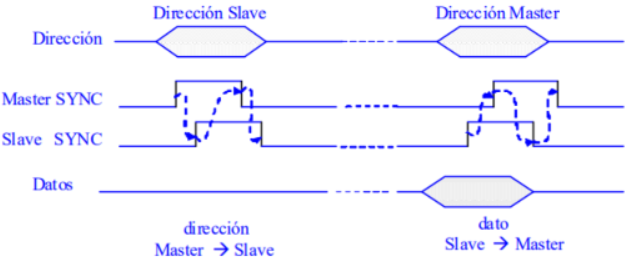 Dirección Slave
Dirección Master
Dirección
Master SYNC
Slave SYNC
Datos
dirección
Master → Slave
dato
Slave → Master